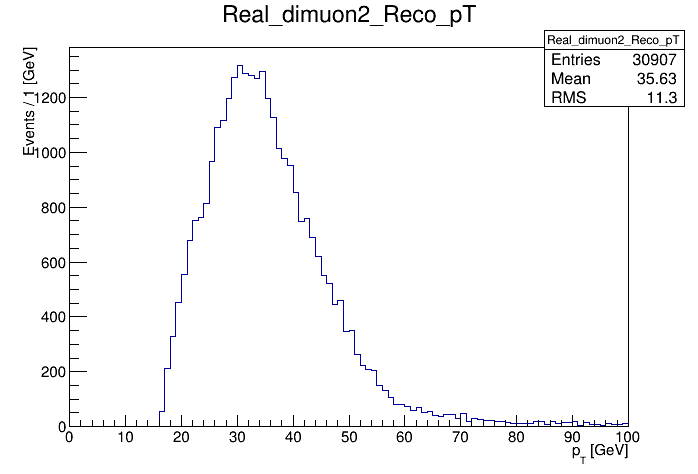 Real_dimuon2_Reco_pT
Real_dimuon2_Reco_pT
Entries 30907
Mean 35.63
RMS 11.3
Events / 1 [GeV]
1200
1000
800
600
400
200
0
0 10 20 30 40 50 60 70 80 90 100
p_T [GeV]